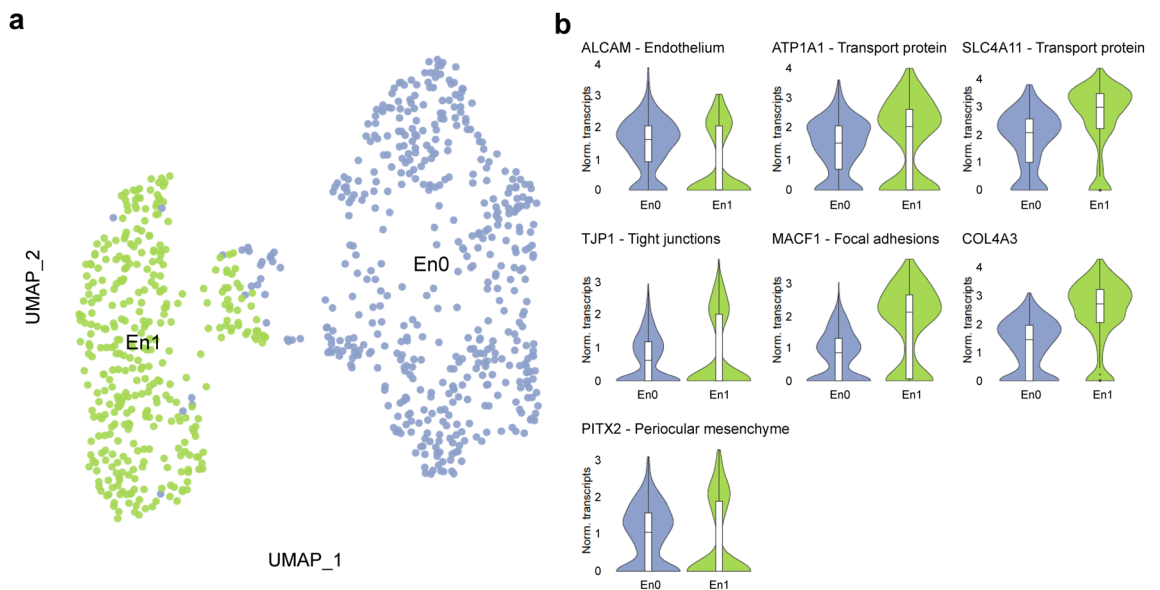 a
b
UMAP_2
En1
En0
UMAP_1
ALCAM - Endothelium
Norm. transcripts
4
3
2
1
0
En0
En1
ATP1A1 - Transport protein
Norm. transcripts
4
3
2
1
0
En0
En1
SLC4A11 - Transport protein
Norm. transcripts
4
3
2
1
0
En0
En1
TJP1 - Tight junctions
Norm. transcripts
3
2
1
0
En0
En1
MACF1 - Focal adhesions
Norm. transcripts
3
2
1
0
En0
En1
COL4A3
Norm. transcripts
4
3
2
1
0
En0
En1
PITX2 - Periocular mesenchyme
Norm. transcripts
3
2
1
0
En0
En1